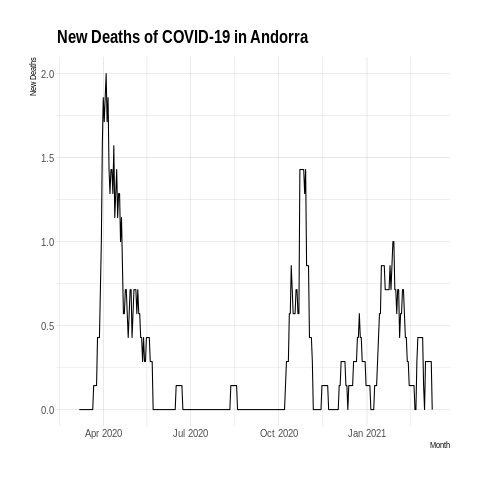 New Deaths of COVID-19 in Andorra
New Deaths
2.0
1.5
1.0
0.5
0.0
Apr 2020 Jul 2020 Oct 2020 Jan 2021
Month